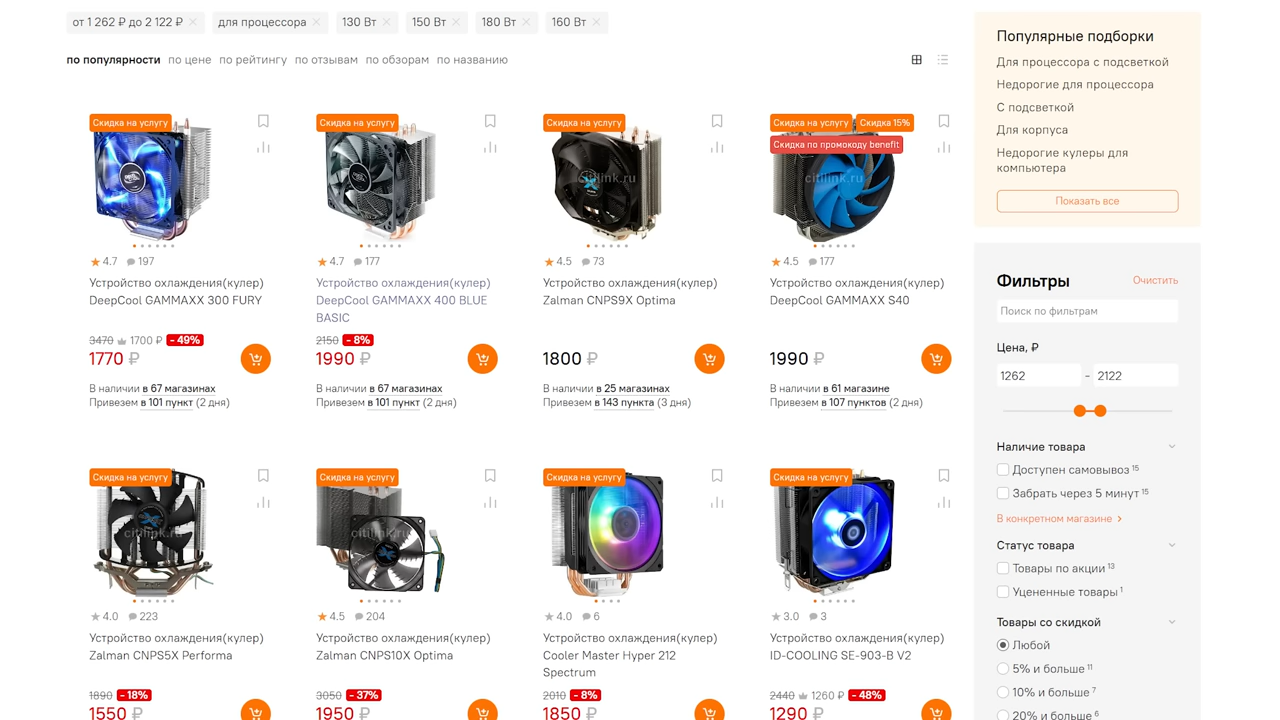 от 1 262 ₽ до 2 122 ₽ ×
для процессора ×
130 Вт ×
150 Вт ×
180 Вт ×
160 Вт ×
по популярности по цене по рейтингу по отзывам по обзорам по названию
Скидка на услугу
4.7 197
Устройство охлаждения(кулер)
DeepCool GAMMAXX 300 FURY
3470 1700 ₽ - 49%
1770 ₽
В наличии в 67 магазинах
Привезем в 101 пункт (2 дня)
Скидка на услугу
4.7 177
Устройство охлаждения(кулер)
DeepCool GAMMAXX 400 BLUE
BASIC
2150 - 8%
1990 ₽
В наличии в 67 магазинах
Привезем в 101 пункт (2 дня)
Скидка на услугу
citilink.ru
4.5 73
Устройство охлаждения(кулер)
Zalman CNPS9X Optima
1800 ₽
В наличии в 25 магазинах
Привезем в 143 пункта (3 дня)
Скидка на услугу Скидка 15%
Скидка по промокоду benefit
citilink.ru
4.5 177
Устройство охлаждения(кулер)
DeepCool GAMMAXX S40
1990 ₽
В наличии в 61 магазине
Привезем в 107 пунктов (2 дня)
Скидка на услугу
citilink.ru
4.0 223
Устройство охлаждения(кулер)
Zalman CNPS5X Performa
1890 - 18%
1550 ₽
Скидка на услугу
4.5 204
Устройство охлаждения(кулер)
Zalman CNPS10X Optima
3050 - 37%
1950 ₽
Скидка на услугу
4.0 6
Устройство охлаждения(кулер)
Cooler Master Hyper 212
Spectrum
2010 - 8%
1850 ₽
Скидка на услугу
citilink.ru
3.0 3
Устройство охлаждения(кулер)
ID-COOLING SE-903-B V2
2440 1260 ₽ - 48%
1290 ₽
Популярные подборки
Для процессора с подсветкой
Недорогие для процессора
С подсветкой
Для корпуса
Недорогие кулеры для
компьютера
Показать все
Фильтры Очистить
Поиск по фильтрам
Цена, ₽
1262 - 2122
Наличие товара
Доступен самовывоз 15
Забрать через 5 минут 15
В конкретном магазине >
Статус товара
Товары по акции 13
Уцененные товары 1
Товары со скидкой
Любой
5% и больше 11
10% и больше 7
20% и больше 6